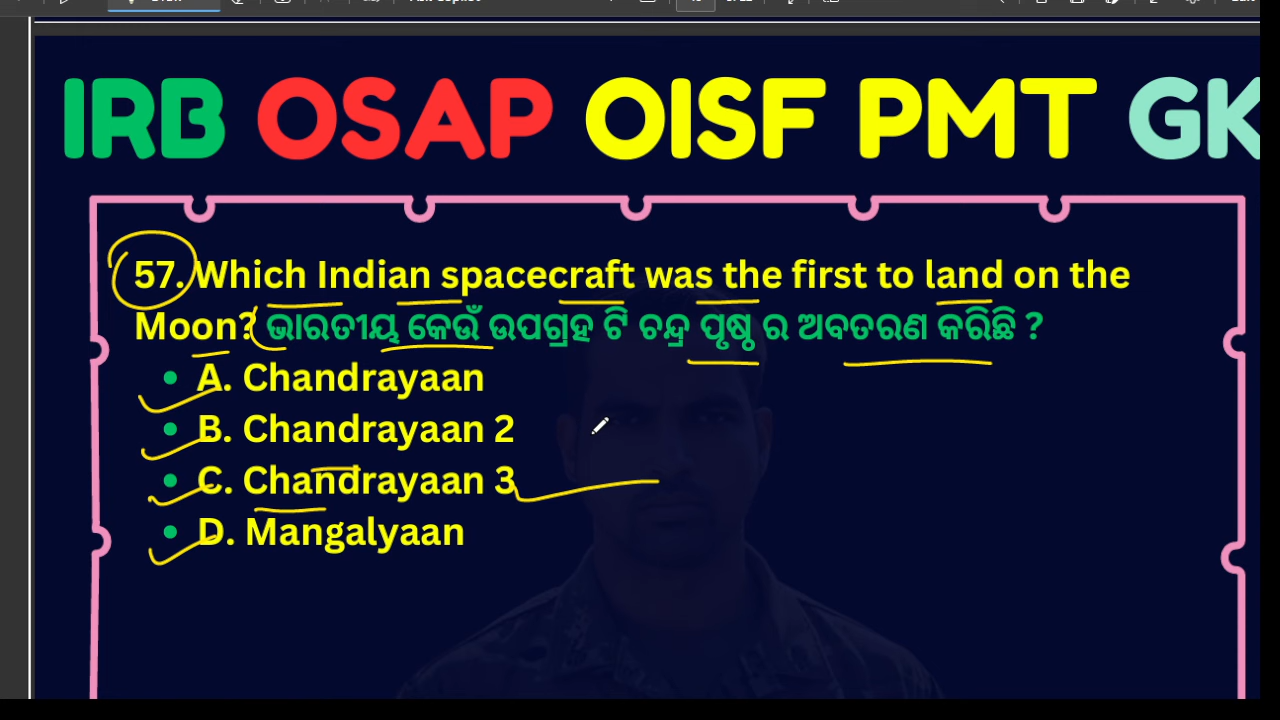 IRB OSAP OISF PMT GK
57. Which Indian spacecraft was the first to land on the
Moon? ଭାରତୀୟ କେଉଁ ଉପଗ୍ରହ ଟି ଚନ୍ଦ୍ର ପୃଷ୍ଠ ର ଅବତରଣ କରିଛି ?
• A. Chandrayaan
• B. Chandrayaan 2
• C. Chandrayaan 3
• D. Mangalyaan